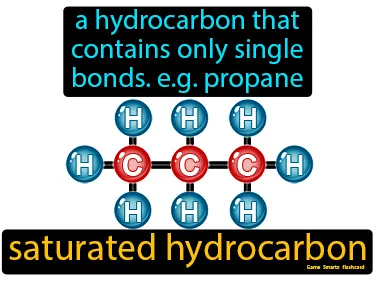 a hydrocarbon that
contains only single
bonds. e.g. propane
H H H
H C C C H
H H H
saturated hydrocarbon
Game Smartz flashcard